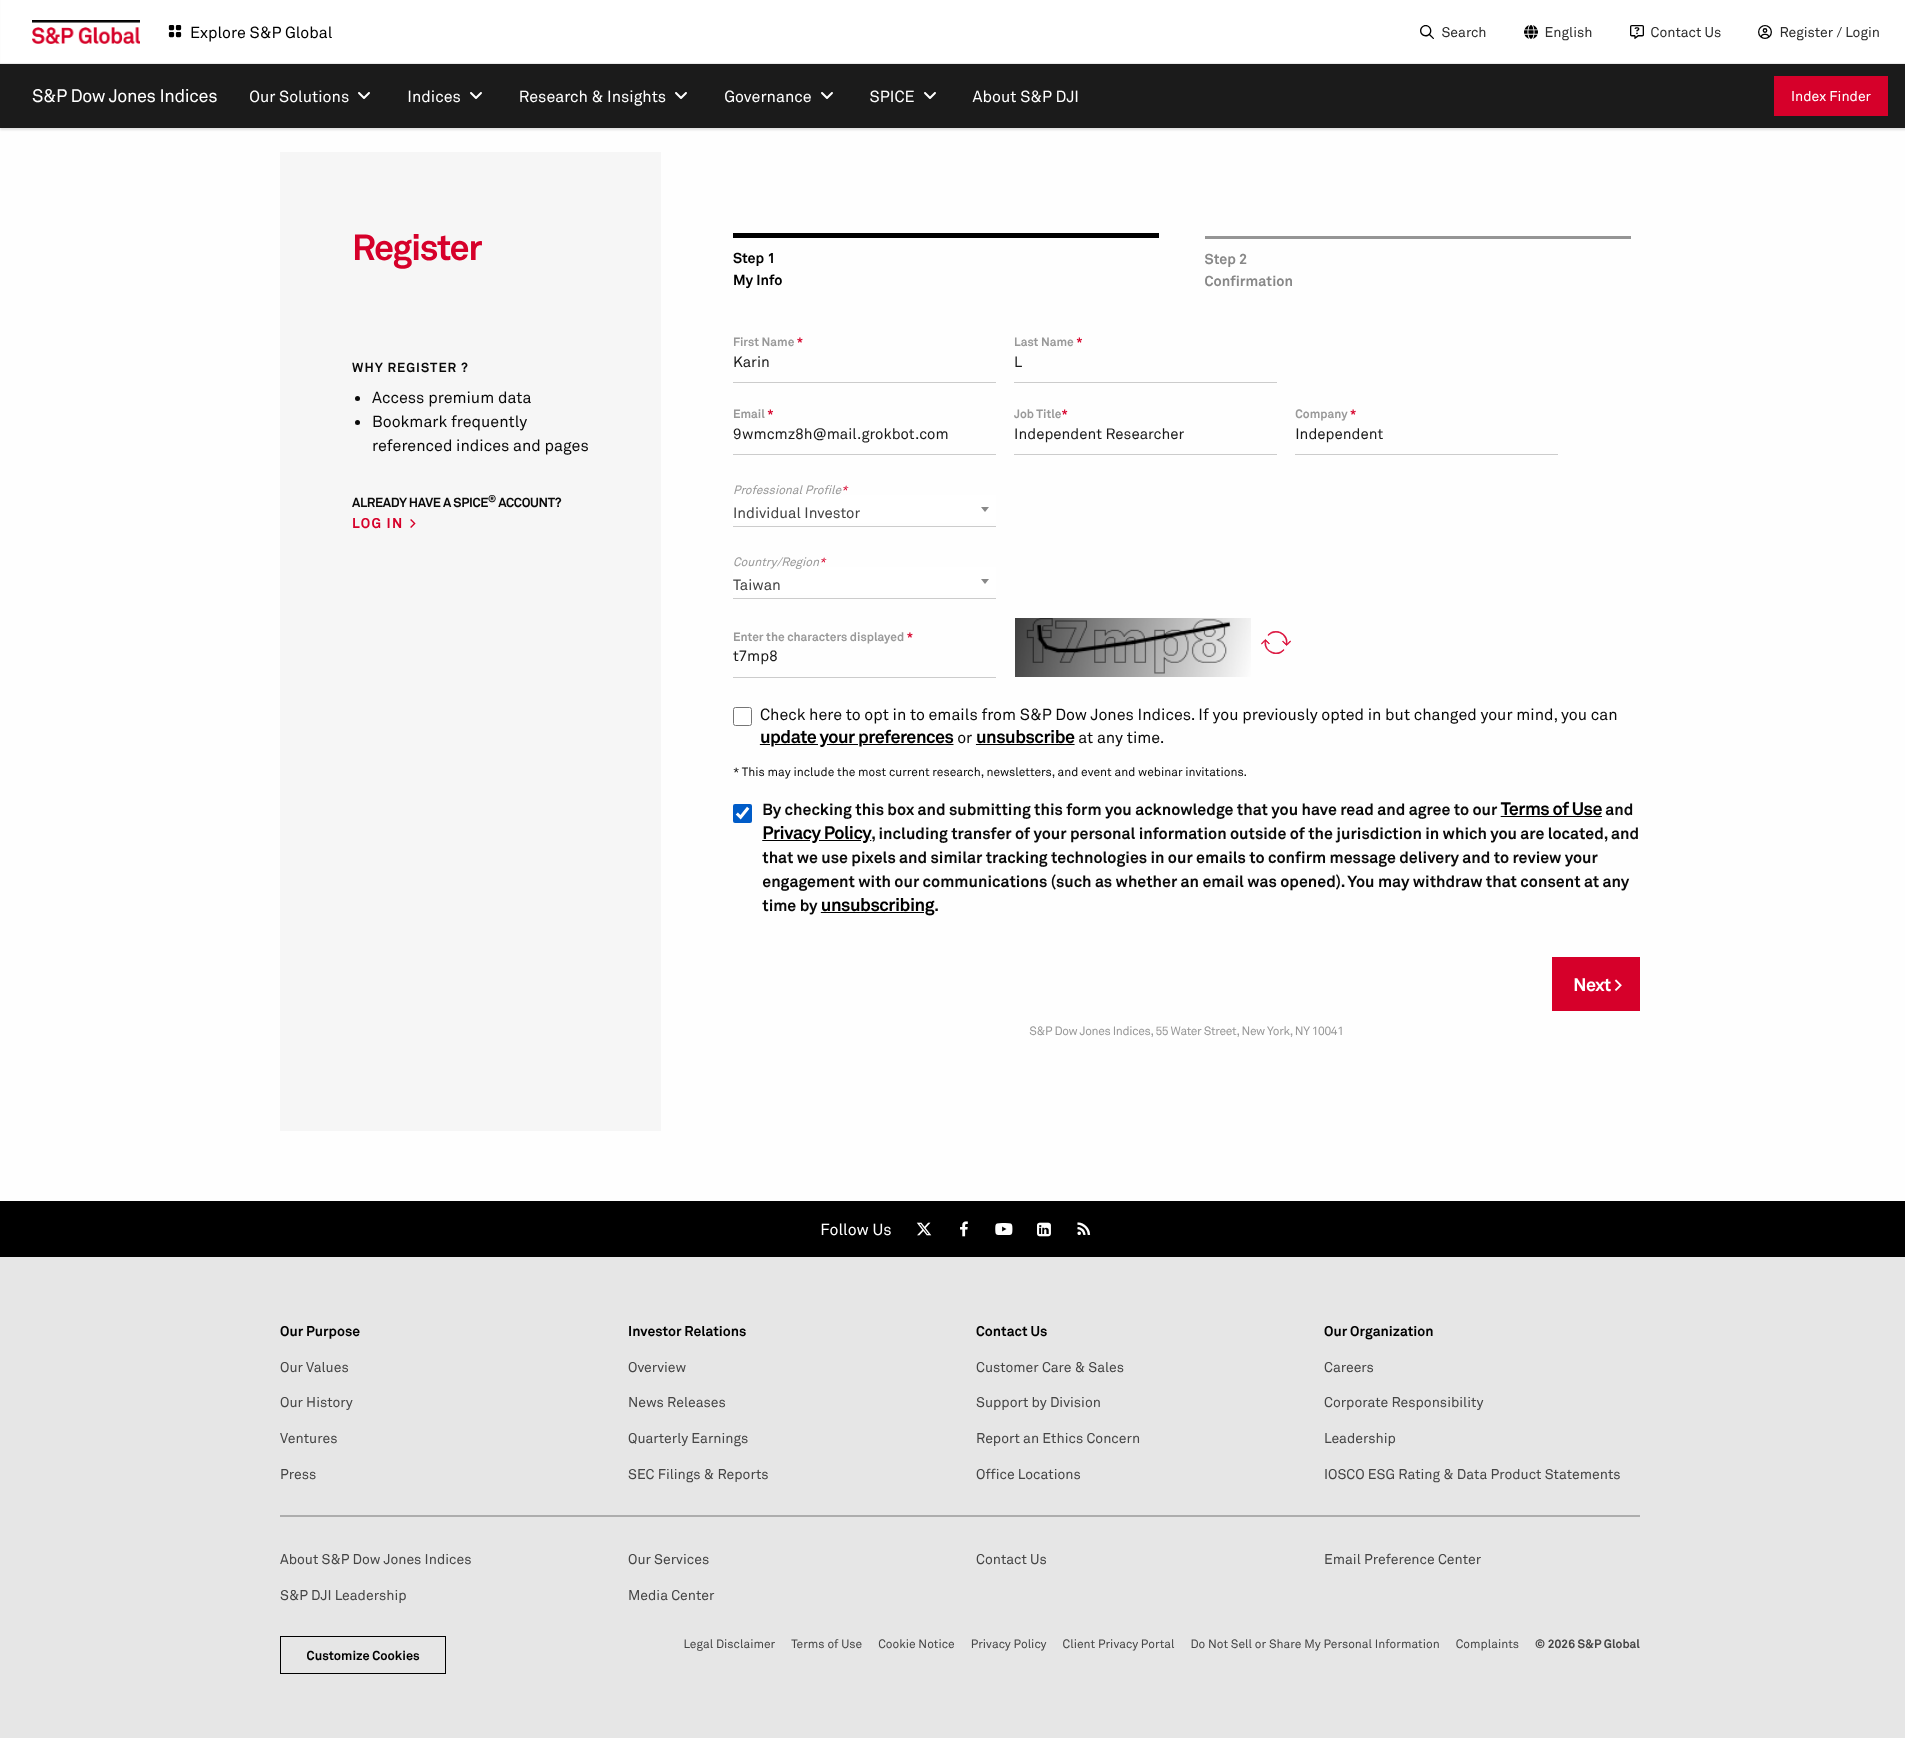 S&P Global
Explore S&P Global
Search
English
Contact Us
Register / Login
S&P Dow Jones Indices
Our Solutions
Indices
Research & Insights
Governance
SPICE
About S&P DJI
Index Finder
Register
WHY REGISTER ?
• Access premium data
• Bookmark frequently
referenced indices and pages
ALREADY HAVE A SPICE® ACCOUNT?
LOG IN >
Step 1
My Info
Step 2
Confirmation
First Name *
Karin
Last Name *
L
Email *
9wmcmz8h@mail.grokbot.com
Job Title*
Independent Researcher
Company *
Independent
Professional Profile*
Individual Investor
Country/Region*
Taiwan
Enter the characters displayed *
t7mp8
Check here to opt in to emails from S&P Dow Jones Indices. If you previously opted in but changed your mind, you can
update your preferences or unsubscribe at any time.
* This may include the most current research, newsletters, and event and webinar invitations.
By checking this box and submitting this form you acknowledge that you have read and agree to our Terms of Use and
Privacy Policy, including transfer of your personal information outside of the jurisdiction in which you are located, and
that we use pixels and similar tracking technologies in our emails to confirm message delivery and to review your
engagement with our communications (such as whether an email was opened). You may withdraw that consent at any
time by unsubscribing.
Next >
S&P Dow Jones Indices, 55 Water Street, New York, NY 10041
Follow Us
Our Purpose
Our Values
Our History
Ventures
Press
Investor Relations
Overview
News Releases
Quarterly Earnings
SEC Filings & Reports
Contact Us
Customer Care & Sales
Support by Division
Report an Ethics Concern
Office Locations
Our Organization
Careers
Corporate Responsibility
Leadership
IOSCO ESG Rating & Data Product Statements
About S&P Dow Jones Indices
S&P DJI Leadership
Our Services
Media Center
Contact Us
Email Preference Center
Customize Cookies
Legal Disclaimer
Terms of Use
Cookie Notice
Privacy Policy
Client Privacy Portal
Do Not Sell or Share My Personal Information
Complaints
© 2026 S&P Global